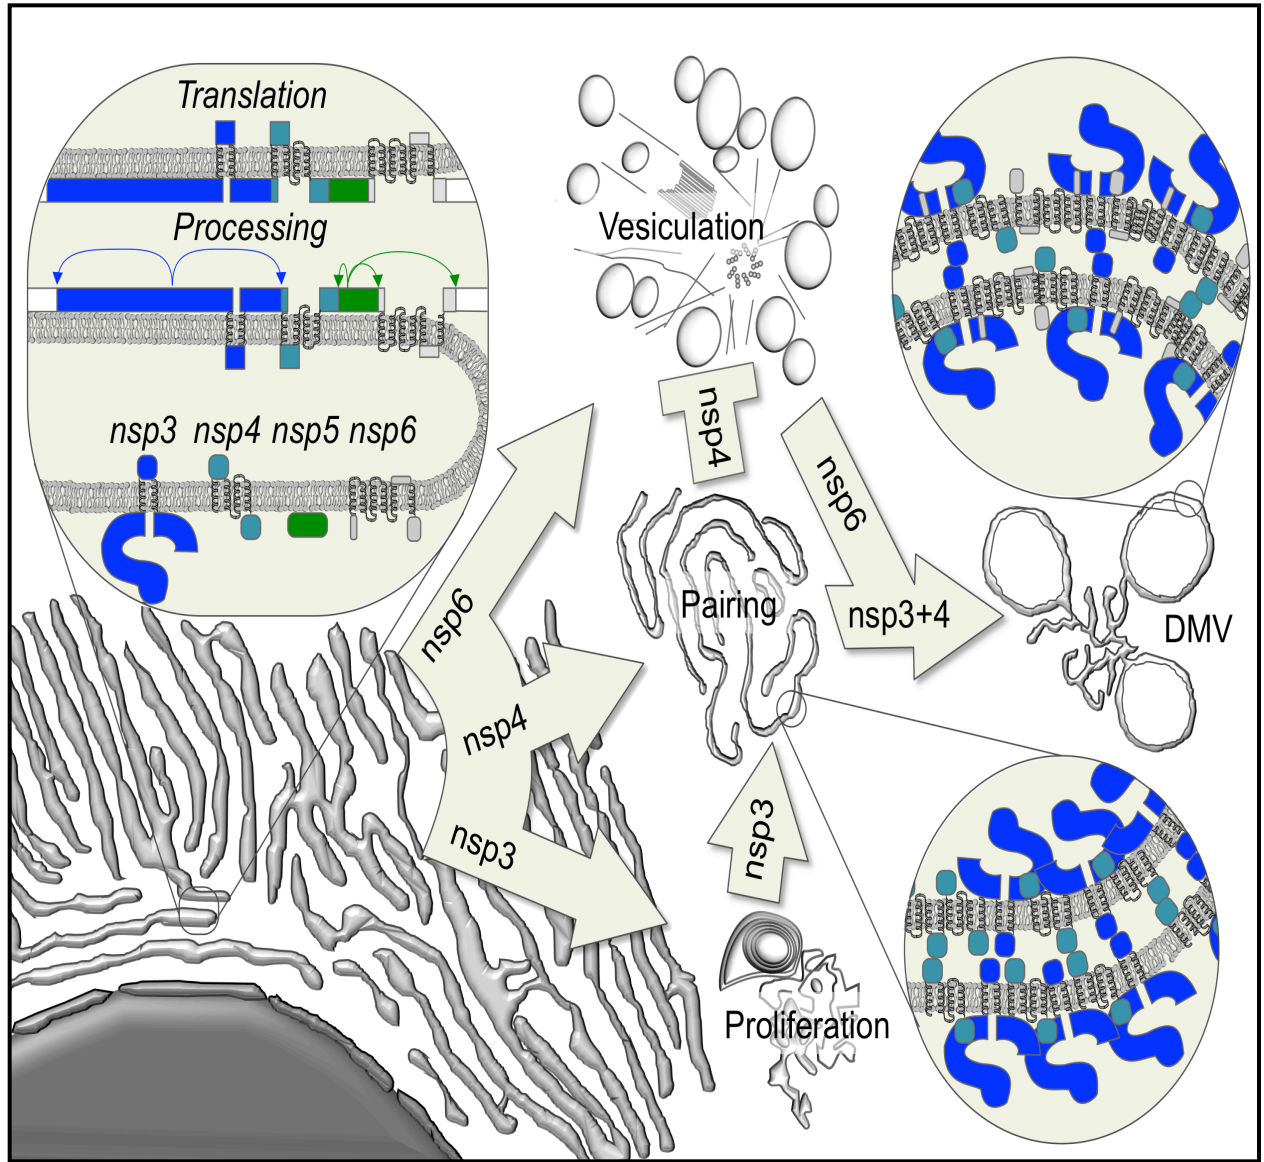 Translation
Processing
nsp3 nsp4 nsp5 nsp6
Vesiculation
nsp4
nsp6
nsp3+4
Pairing
DMV
nsp6
nsp4
nsp3
nsp3
Proliferation